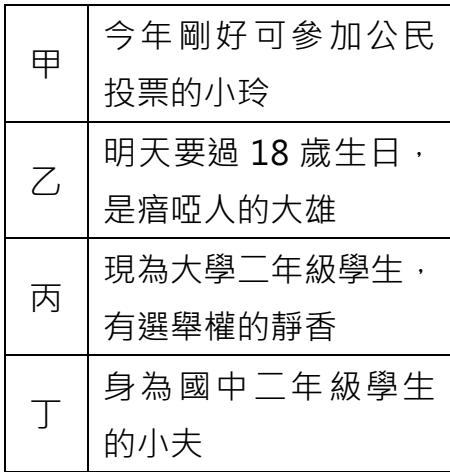 甲
今年剛好可參加公民
投票的小玲
乙
明天要過 18 歲生日，
是瘖啞人的大雄
丙
現為大學二年級學生，
有選舉權的靜香
丁
身為國中二年級學生
的小夫